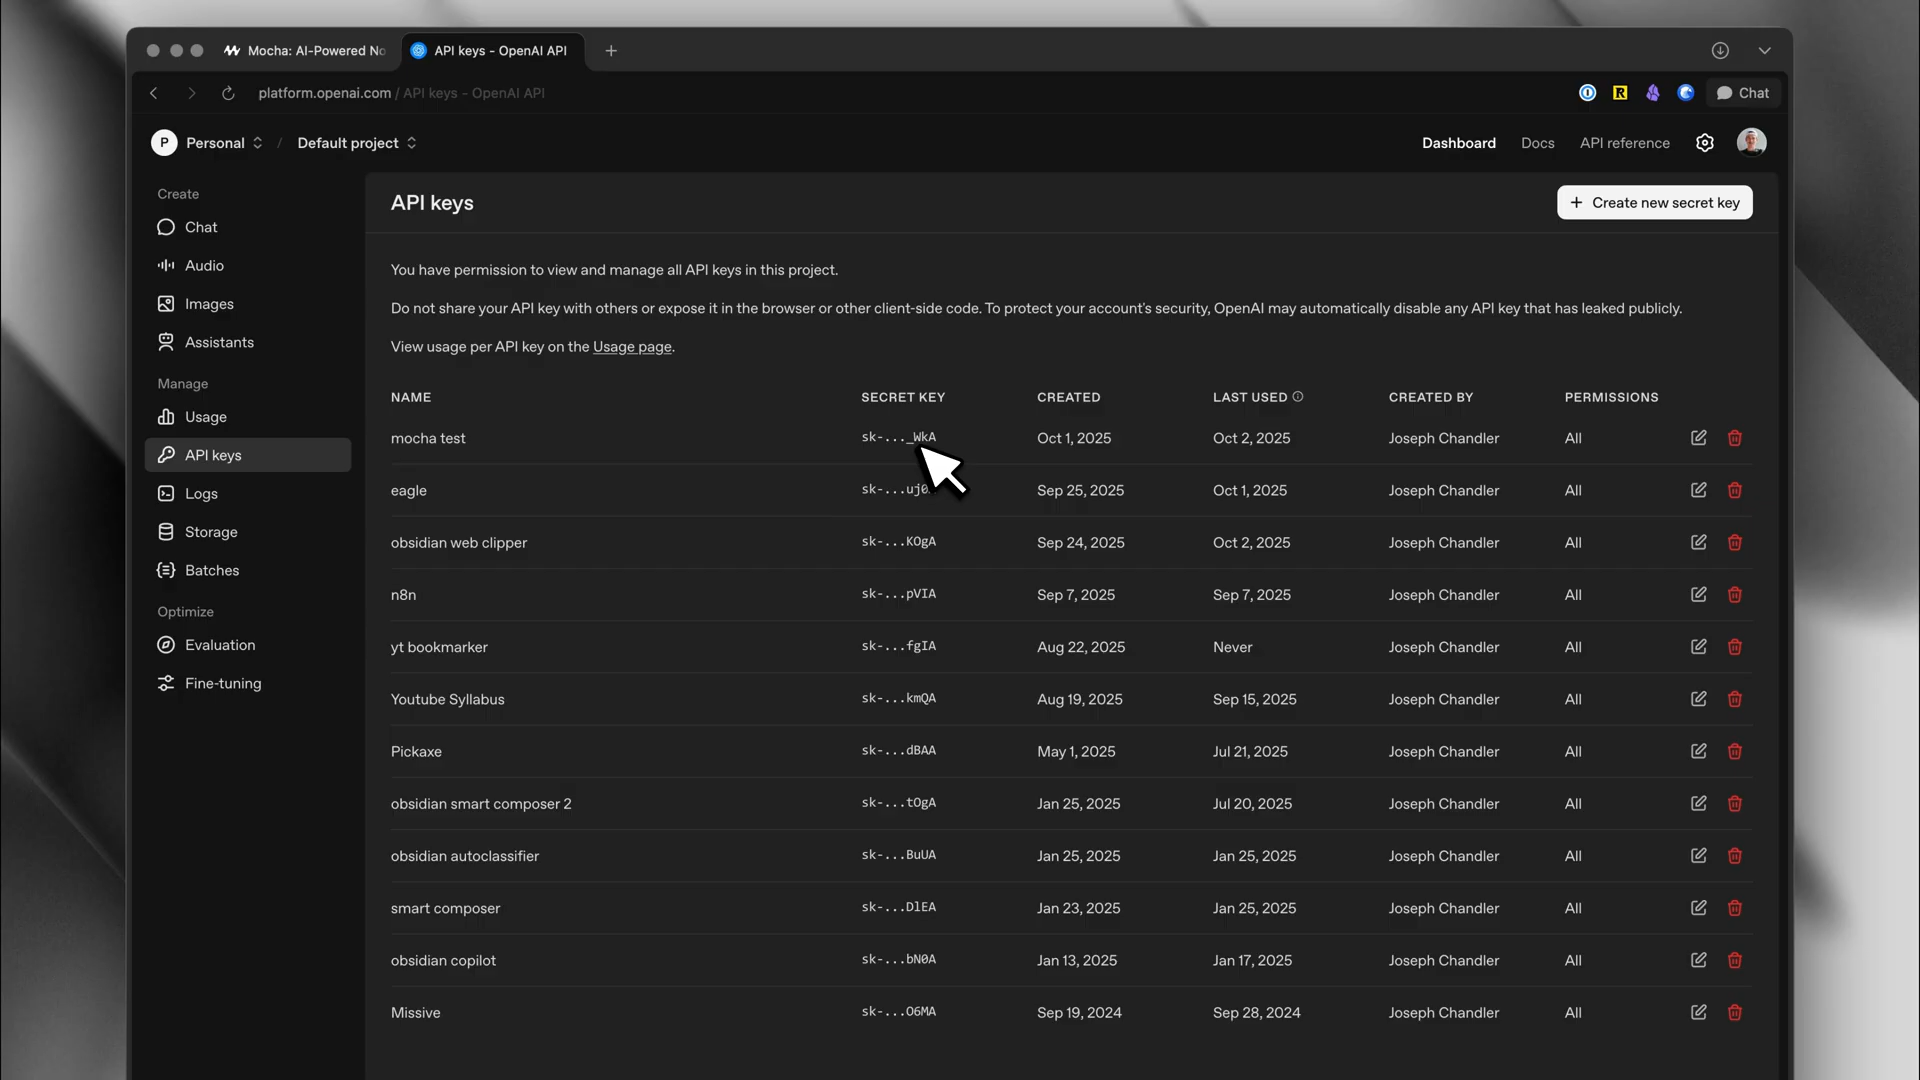 Mocha: AI-Powered No
API keys - OpenAI API
platform.openai.com / API keys - OpenAI API
R
Chat
P Personal / Default project
Dashboard Docs API reference
Create
Chat
Audio
Images
Assistants
Manage
Usage
API keys
Logs
Storage
Batches
Optimize
Evaluation
Fine-tuning
API keys
+ Create new secret key
You have permission to view and manage all API keys in this project.
Do not share your API key with others or expose it in the browser or other client-side code. To protect your account's security, OpenAI may automatically disable any API key that has leaked publicly.
View usage per API key on the Usage page.
NAME SECRET KEY CREATED LAST USED CREATED BY PERMISSIONS
mocha test sk-..._WkA Oct 1, 2025 Oct 2, 2025 Joseph Chandler All
eagle Sep 25, 2025 Oct 1, 2025 Joseph Chandler All
obsidian web clipper sk-...KOgA Sep 24, 2025 Oct 2, 2025 Joseph Chandler All
n8n sk-...pVIA Sep 7, 2025 Sep 7, 2025 Joseph Chandler All
yt bookmarker sk-...fgIA Aug 22, 2025 Never Joseph Chandler All
Youtube Syllabus sk-...kmQA Aug 19, 2025 Sep 15, 2025 Joseph Chandler All
Pickaxe sk-...dBAA May 1, 2025 Jul 21, 2025 Joseph Chandler All
obsidian smart composer 2 sk-...tOgA Jan 25, 2025 Jul 20, 2025 Joseph Chandler All
obsidian autoclassifier sk-...BuUA Jan 25, 2025 Jan 25, 2025 Joseph Chandler All
smart composer sk-...DlEA Jan 23, 2025 Jan 25, 2025 Joseph Chandler All
obsidian copilot sk-...bN0A Jan 13, 2025 Jan 17, 2025 Joseph Chandler All
Missive sk-...O6MA Sep 19, 2024 Sep 28, 2024 Joseph Chandler All